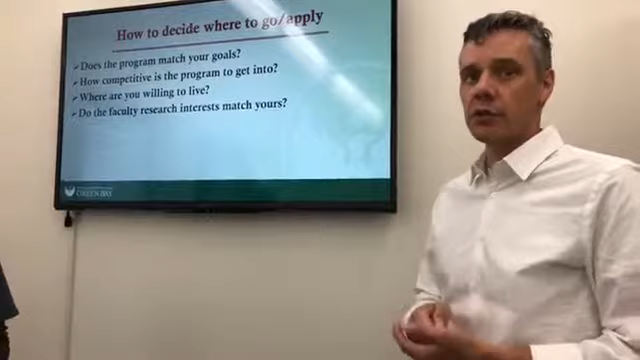 How to decide where to go/apply
Does the program match your goals?
How competitive is the program to get into?
Where are you willing to live?
Do the faculty research interests match yours?
GREEN BAY